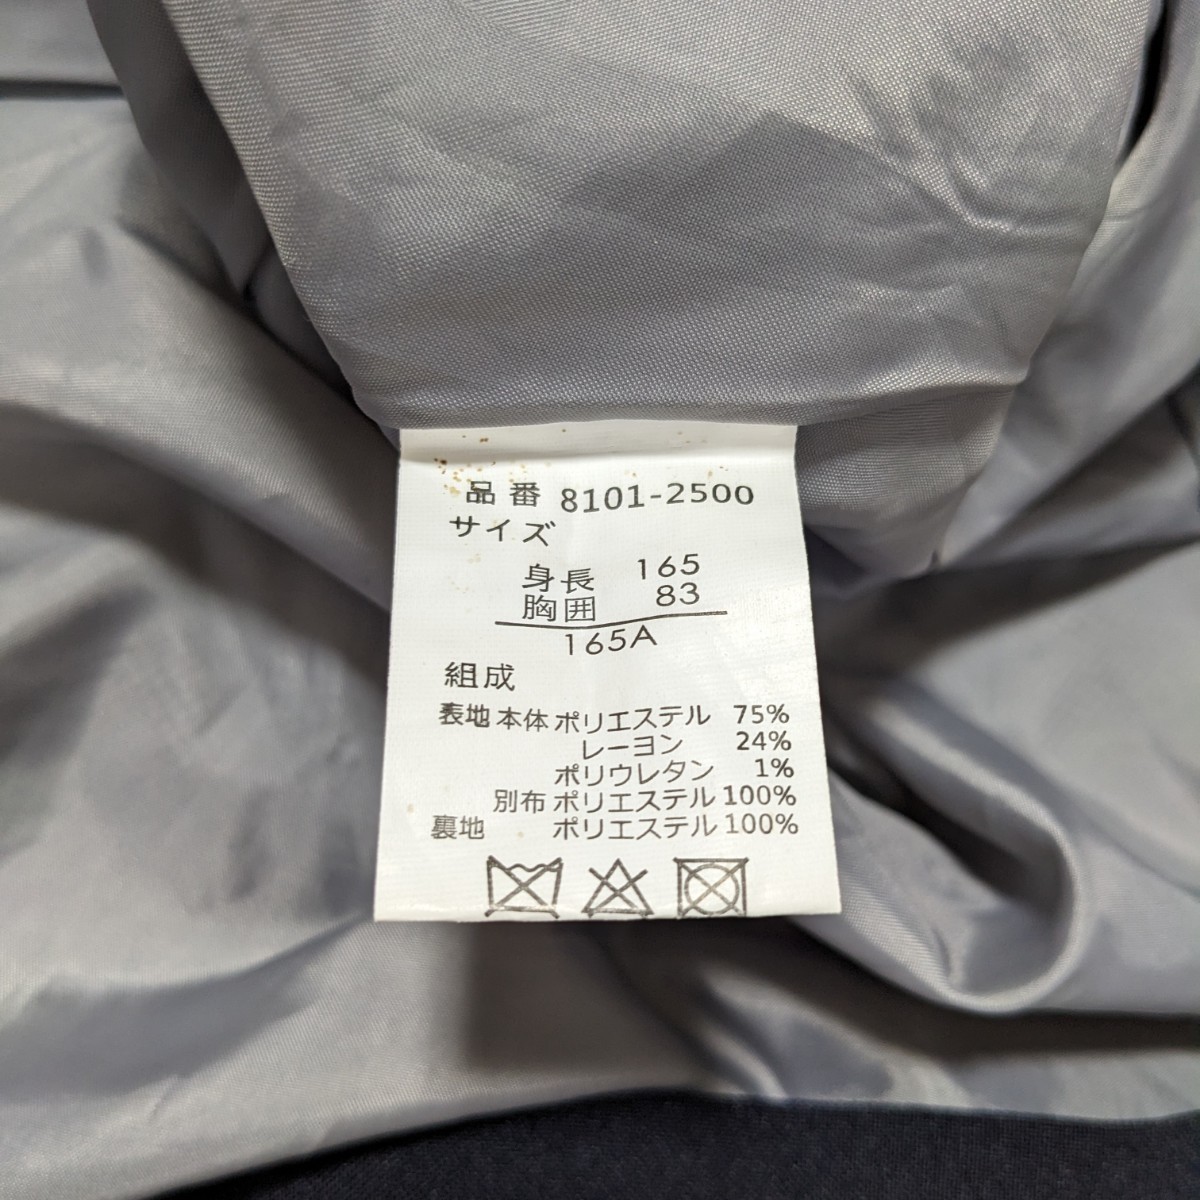 品番 8101-2500
サイズ
身長 165
胸囲 83
165A
組成
表地 本体 ポリエステル 75%
レーヨン 24%
ポリウレタン 1%
別布 ポリエステル 100%
裏地 ポリエステル 100%